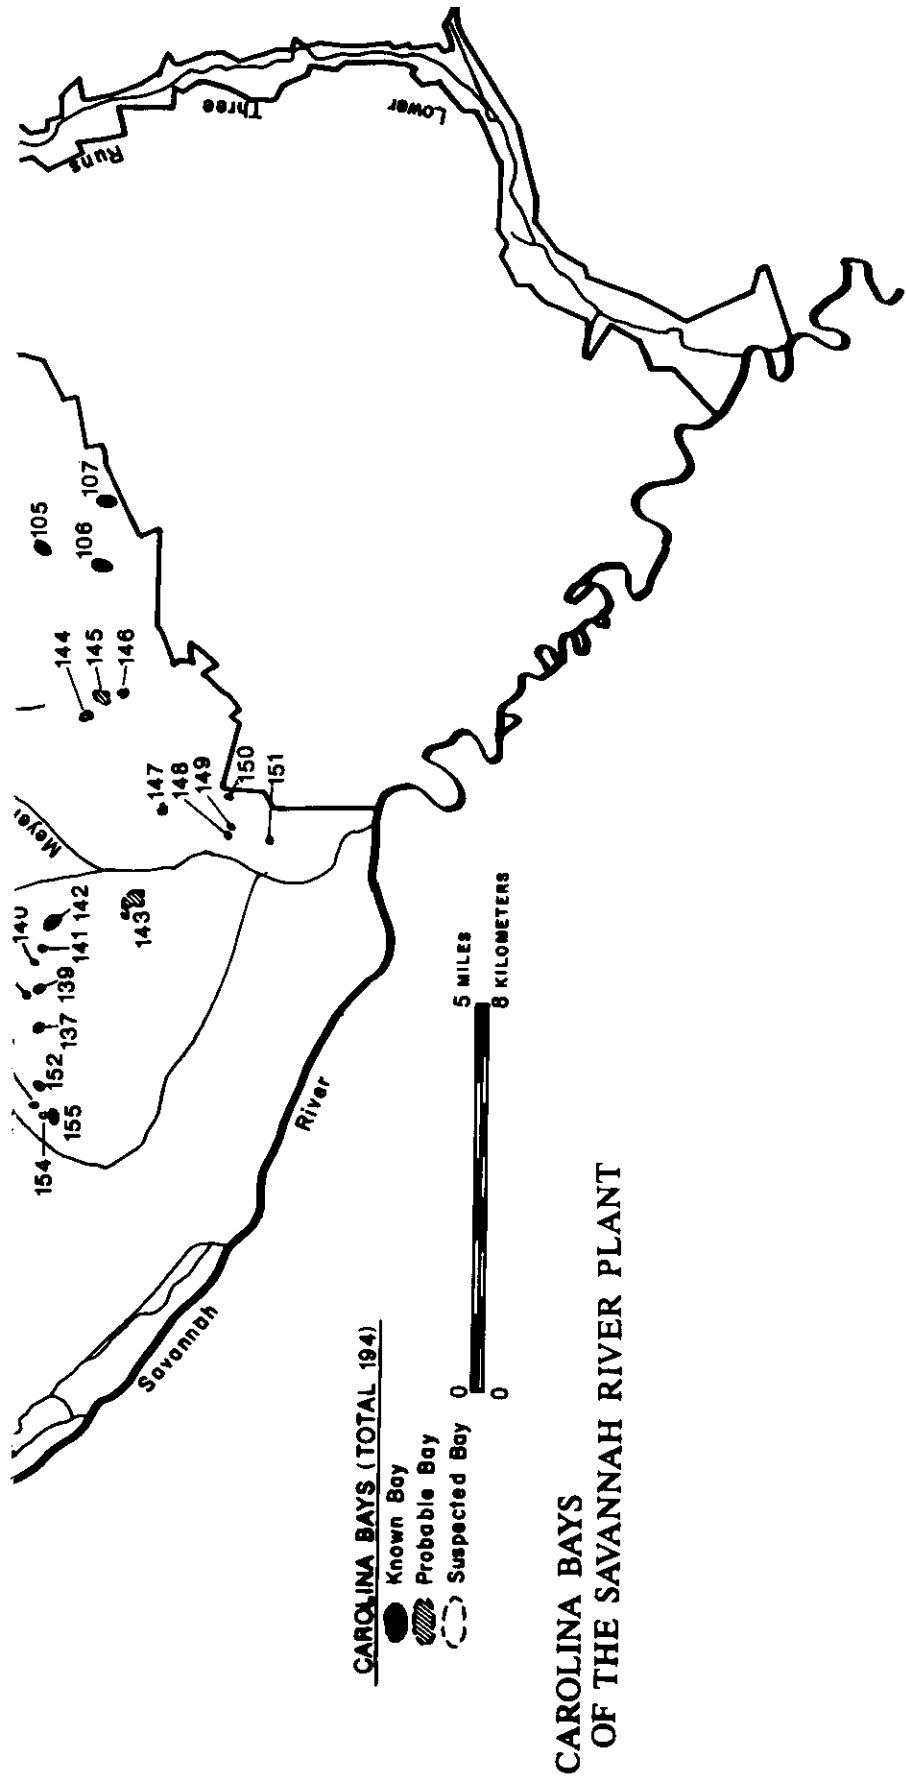 Runs
Three
Lower
105
106
107
144
145
146
147
148
149
150
151
Meyer
140
142
141
139
137
152
143
154
155
River
Savannah
5 MILES
8 KILOMETERS
0
0
CAROLINA BAYS (TOTAL 194)
Known Bay
Probable Bay
Suspected Bay
CAROLINA BAYS
OF THE SAVANNAH RIVER PLANT